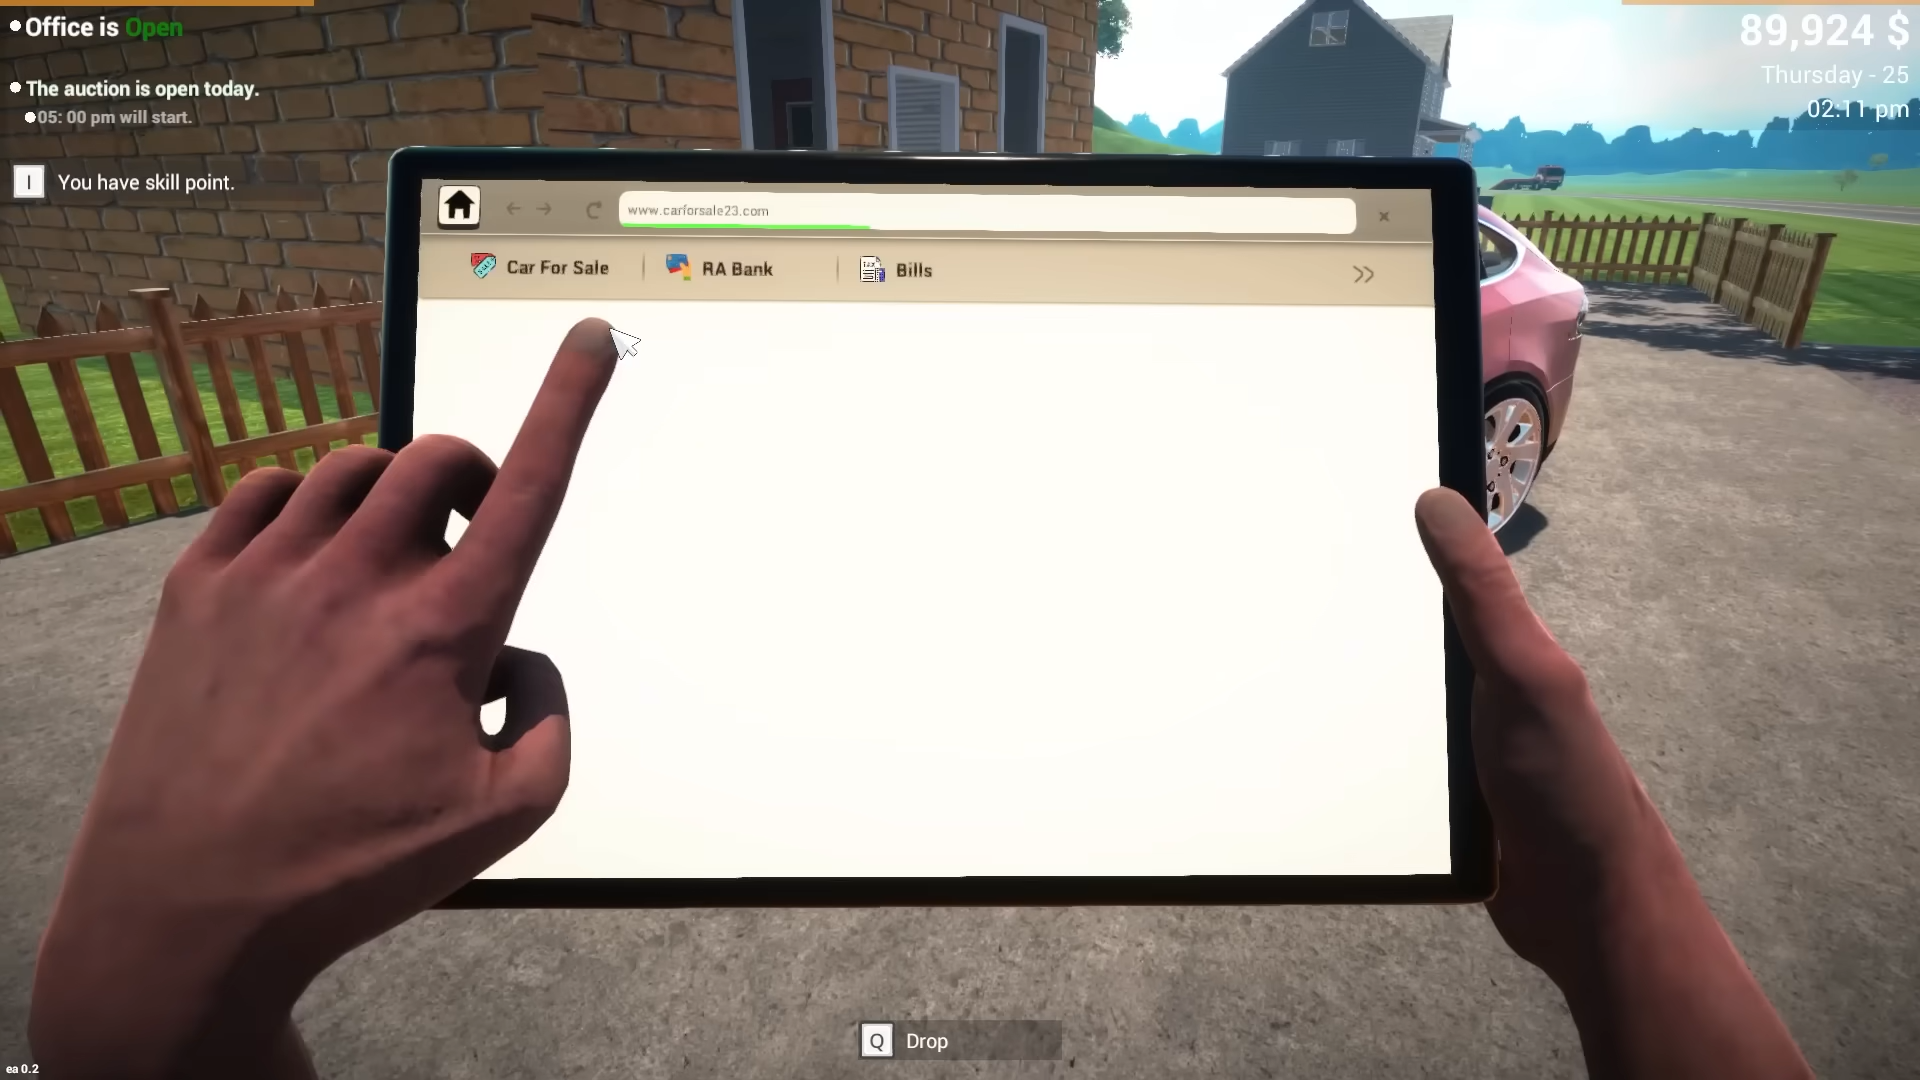 Office is Open
The auction is open today.
05: 00 pm will start.
I You have skill point.
89,924 $
Thursday - 25
02:11 pm
www.carforsale23.com
Car For Sale
RA Bank
Bills
Q Drop
ea 0.2